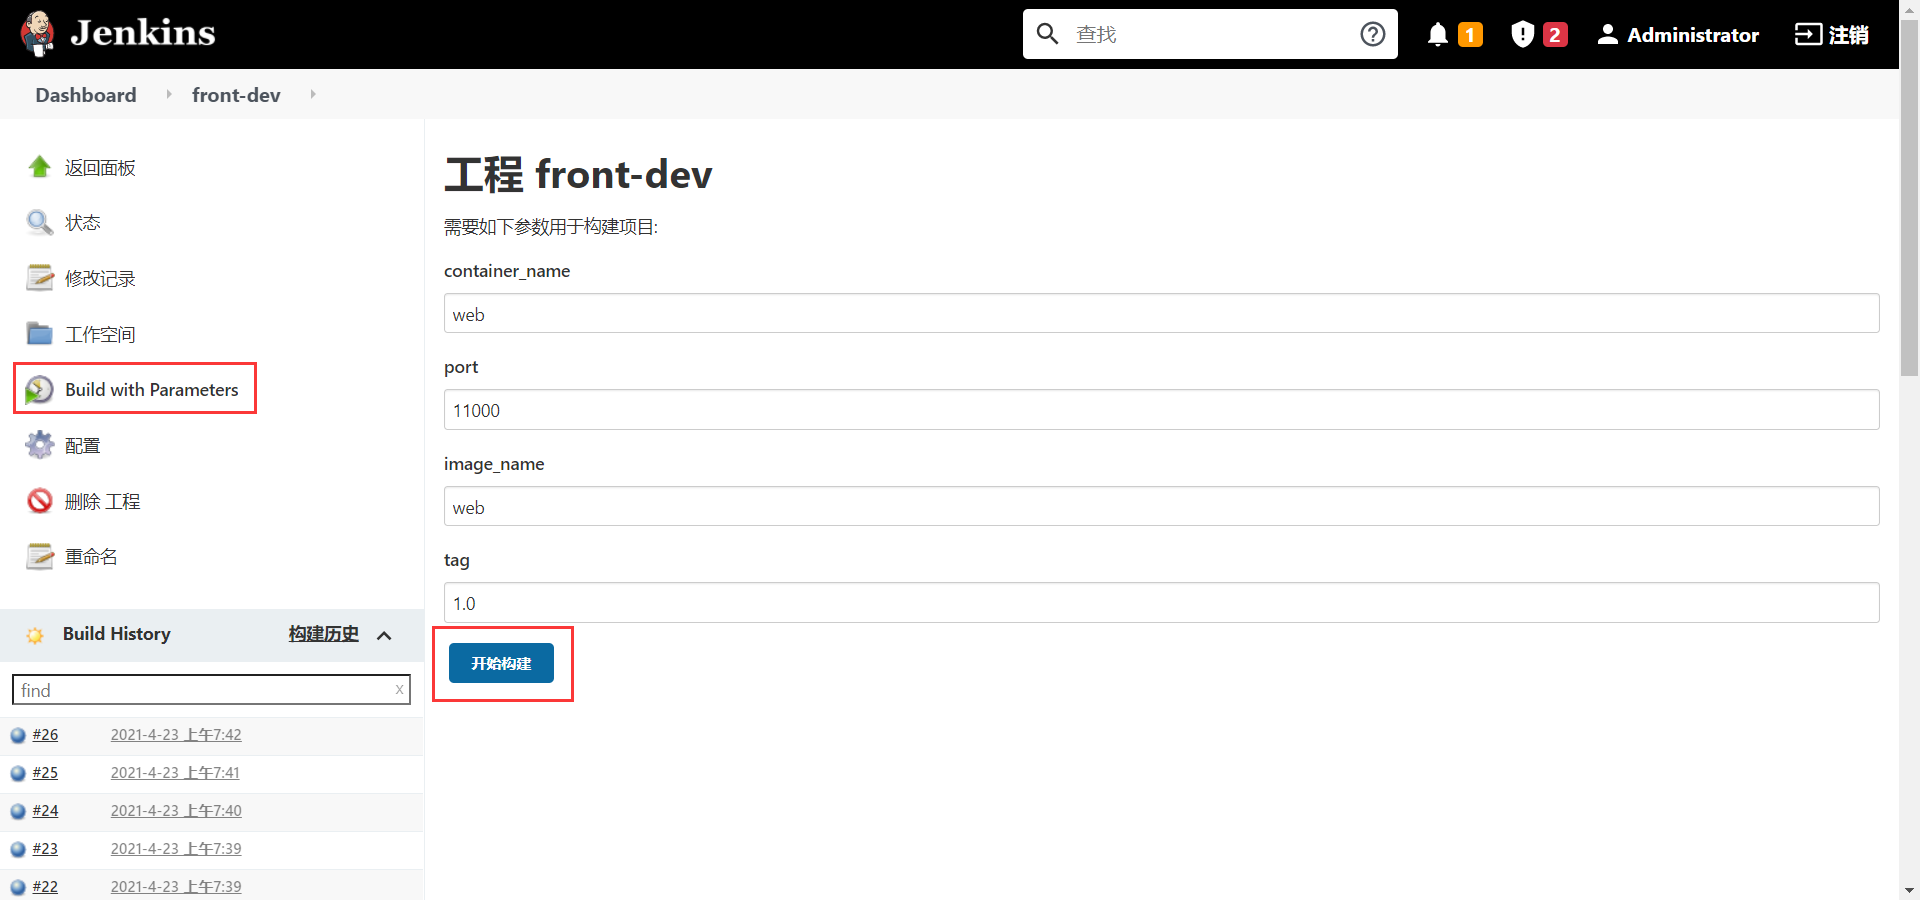 Jenkins
查找
1
2
Administrator
注销
Dashboard
front-dev
返回面板
状态
修改记录
工作空间
Build with Parameters
配置
删除 工程
重命名
Build History
构建历史
find
x
#26
2021-4-23 上午7:42
#25
2021-4-23 上午7:41
#24
2021-4-23 上午7:40
#23
2021-4-23 上午7:39
#22
2021-4-23 上午7:39
工程 front-dev
需要如下参数用于构建项目:
container_name
web
port
11000
image_name
web
tag
1.0
开始构建